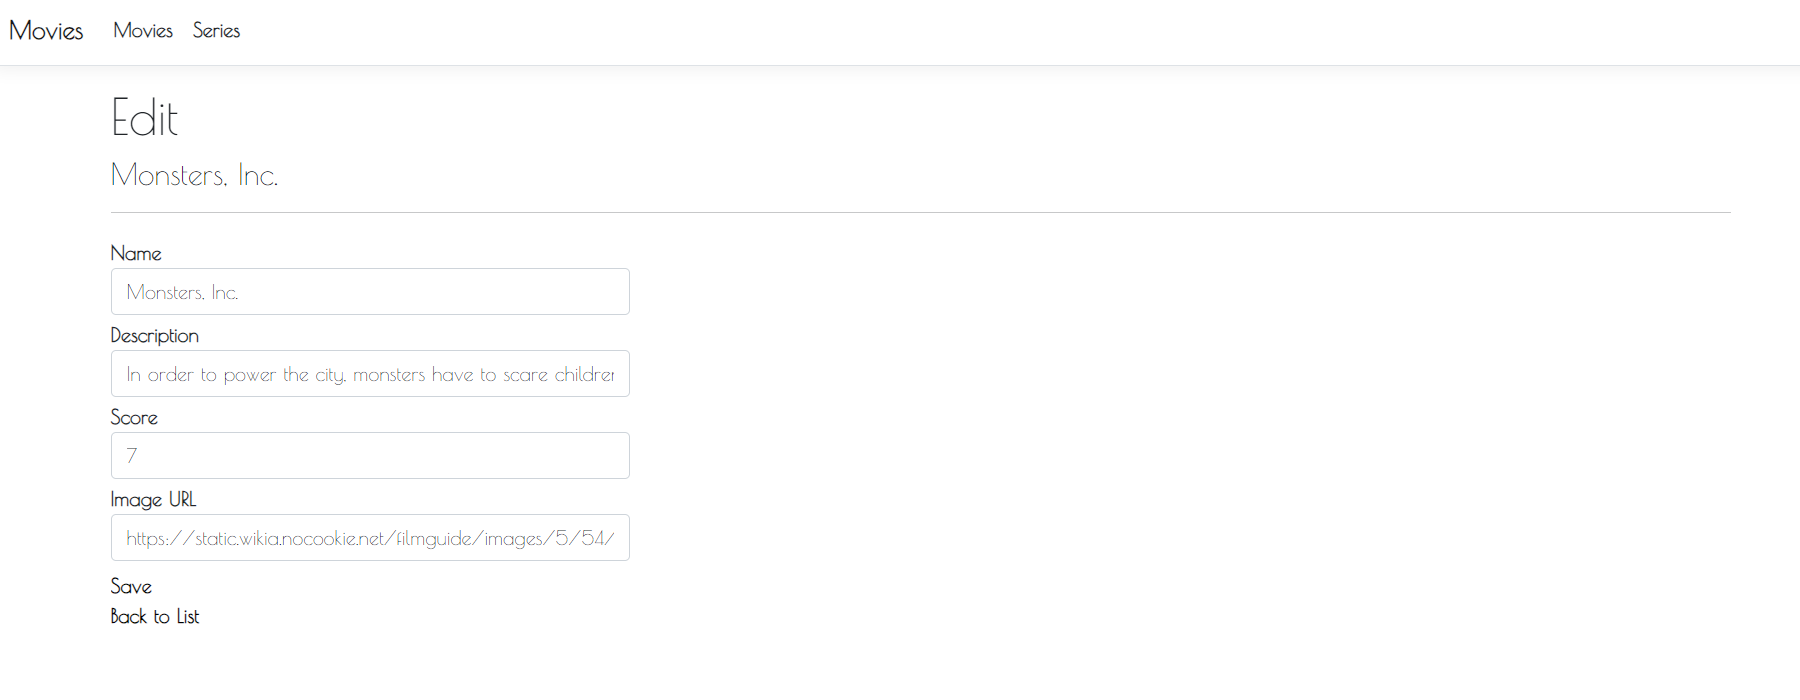 Movies Movies Series
Edit
Monsters, Inc.
Name
Monsters, Inc.
Description
In order to power the city, monsters have to scare children
Score
7
Image URL
https://static.wikia.nocookie.net/filmguide/images/5/54/
Save
Back to List